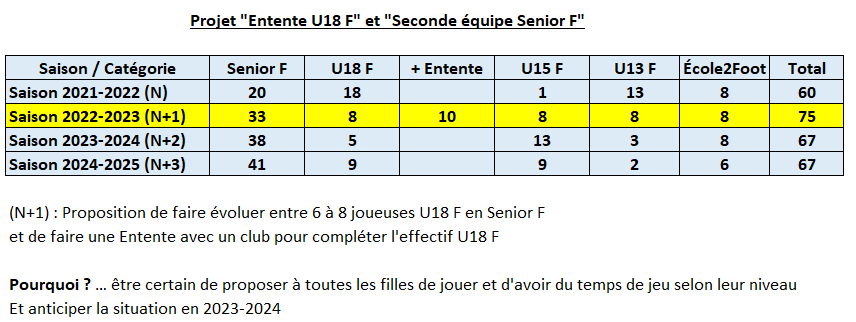 Projet "Entente U18 F" et "Seconde équipe Senior F"
Saison / Catégorie Senior F U18 F + Entente U15 F U13 F École2Foot Total
Saison 2021-2022 (N) 20 18 1 13 8 60
Saison 2022-2023 (N+1) 33 8 10 8 8 8 75
Saison 2023-2024 (N+2) 38 5 13 3 8 67
Saison 2024-2025 (N+3) 41 9 9 2 6 67
(N+1) : Proposition de faire évoluer entre 6 à 8 joueuses U18 F en Senior F
et de faire une Entente avec un club pour compléter l'effectif U18 F
Pourquoi ? ... être certain de proposer à toutes les filles de jouer et d'avoir du temps de jeu selon leur niveau
Et anticiper la situation en 2023-2024